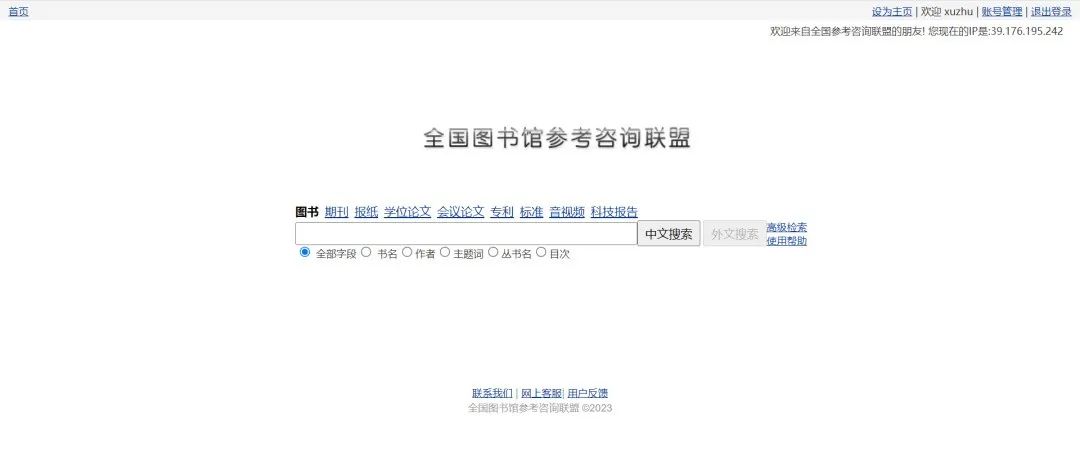 首页 设为主页 | 欢迎 xuzhu | 账号管理 | 退出登录
欢迎来自全国参考咨询联盟的朋友! 您现在的IP是:39.176.195.242
全国图书馆参考咨询联盟
图书 期刊 报纸 学位论文 会议论文 专利 标准 音视频 科技报告
中文搜索 外文搜索 高级检索
使用帮助
全部字段 书名 作者 主题词 丛书名 目次
联系我们 | 网上客服| 用户反馈
全国图书馆参考咨询联盟 ©2023